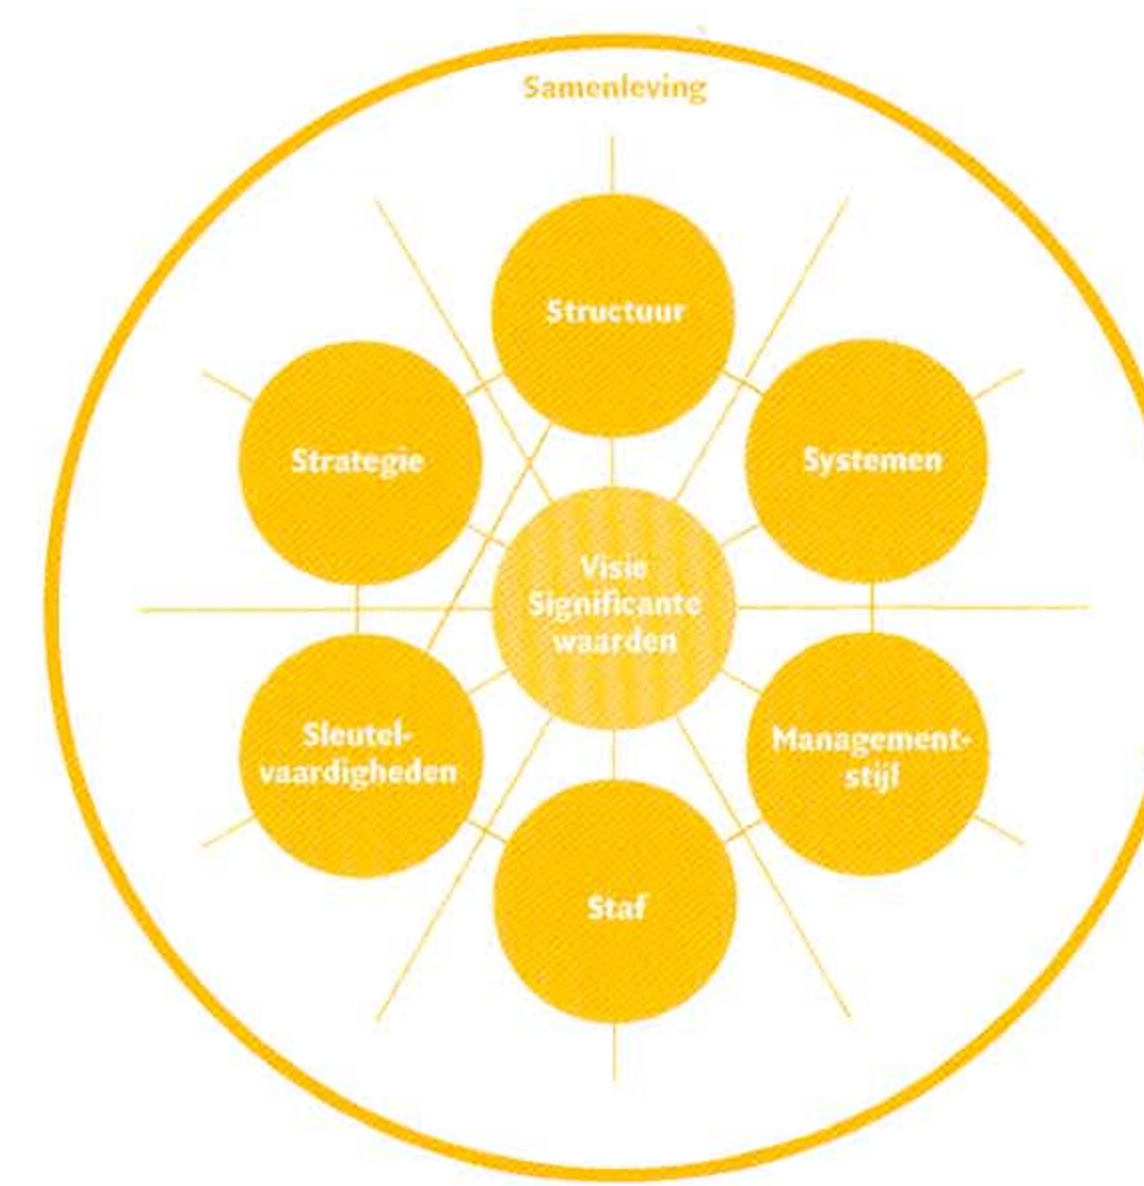 Samenleving
Structuur
Strategie
Systemen
Visie
Significante
waarden
Sleutel-
vaardigheden
Management-
stijl
Staf